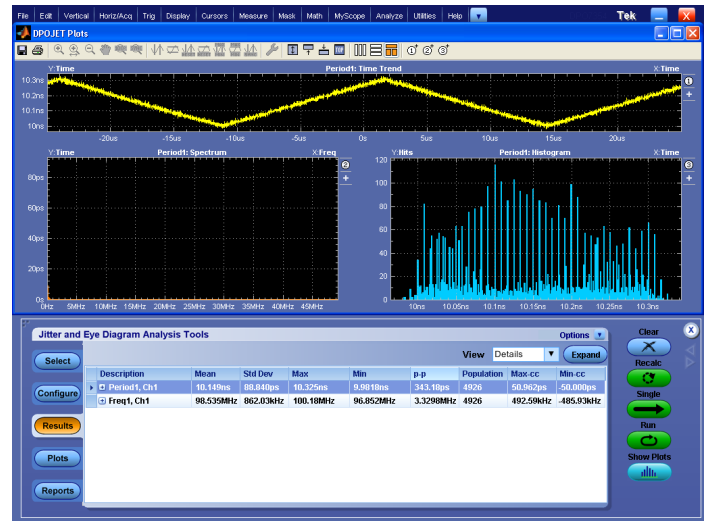 File Edit Vertical Horiz/Acq Trig Display Cursors Measure Mask Math MyScope Analyze Utilities Help Tek
DPOJET Plots
Y:Time Period1: Time Trend X:Time
10.3ns
10.2ns
10.1ns
10ns
-20us -15us -10us -5us 0s 5us 10us 15us 20us
1
Y:Time Period1: Spectrum X:Freq
80ps
60ps
40ps
20ps
0s
0Hz 5MHz 10MHz 15MHz 20MHz 25MHz 30MHz 35MHz 40MHz 45MHz
2
Y:Hits Period1: Histogram X:Time
120
100
80
60
40
20
0
10ns 10.05ns 10.1ns 10.15ns 10.2ns 10.25ns 10.3ns
3
Jitter and Eye Diagram Analysis Tools Options
View Details Expand
Description Mean Std Dev Max Min p-p Population Max-cc Min-cc
Period1, Ch1 10.149ns 88.840ps 10.325ns 9.9818ns 343.18ps 4926 50.962ps -50.000ps
Freq1, Ch1 98.535MHz 862.03kHz 100.18MHz 96.852MHz 3.3298MHz 4926 492.59kHz -485.93kHz
Select
Configure
Results
Plots
Reports
Clear
Recalc
Single
Run
Show Plots